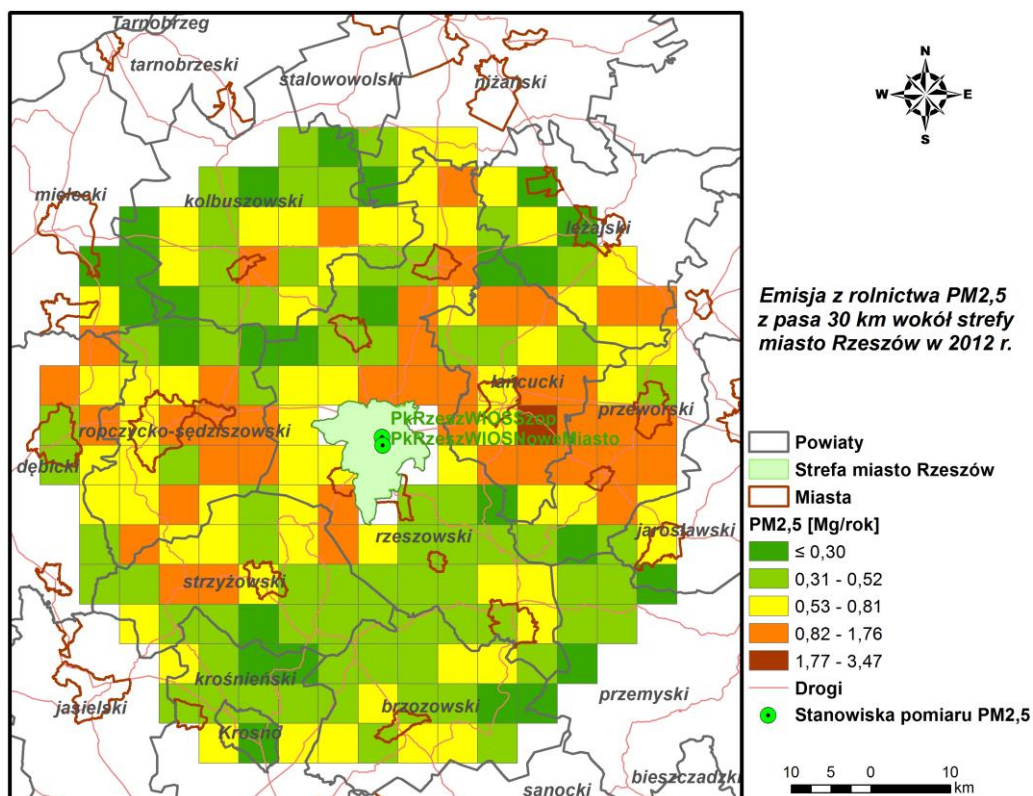 Tarnobrzeg
tarnobrzeski
stalowowolski
niżański
mielecki
kolbuszowski
leżajski
łańcucki
przeworski
PkRzeszWIOSSzop
PkRzeszWIOSNoweMiasto
ropczycko-sędziszowski
dębicki
rzeszowski
jarosławski
strzyżowski
krośnieński
przemyski
jasielski
brzozowski
Krosno
bieszczadzki
sanocki
N
W E
S
Emisja z rolnictwa PM2,5
z pasa 30 km wokół strefy
miasto Rzeszów w 2012 r.
Powiaty
Strefa miasto Rzeszów
Miasta
PM2,5 [Mg/rok]
≤ 0,30
0,31 - 0,52
0,53 - 0,81
0,82 - 1,76
1,77 - 3,47
Drogi
Stanowiska pomiaru PM2,5
10 5 0 10
km